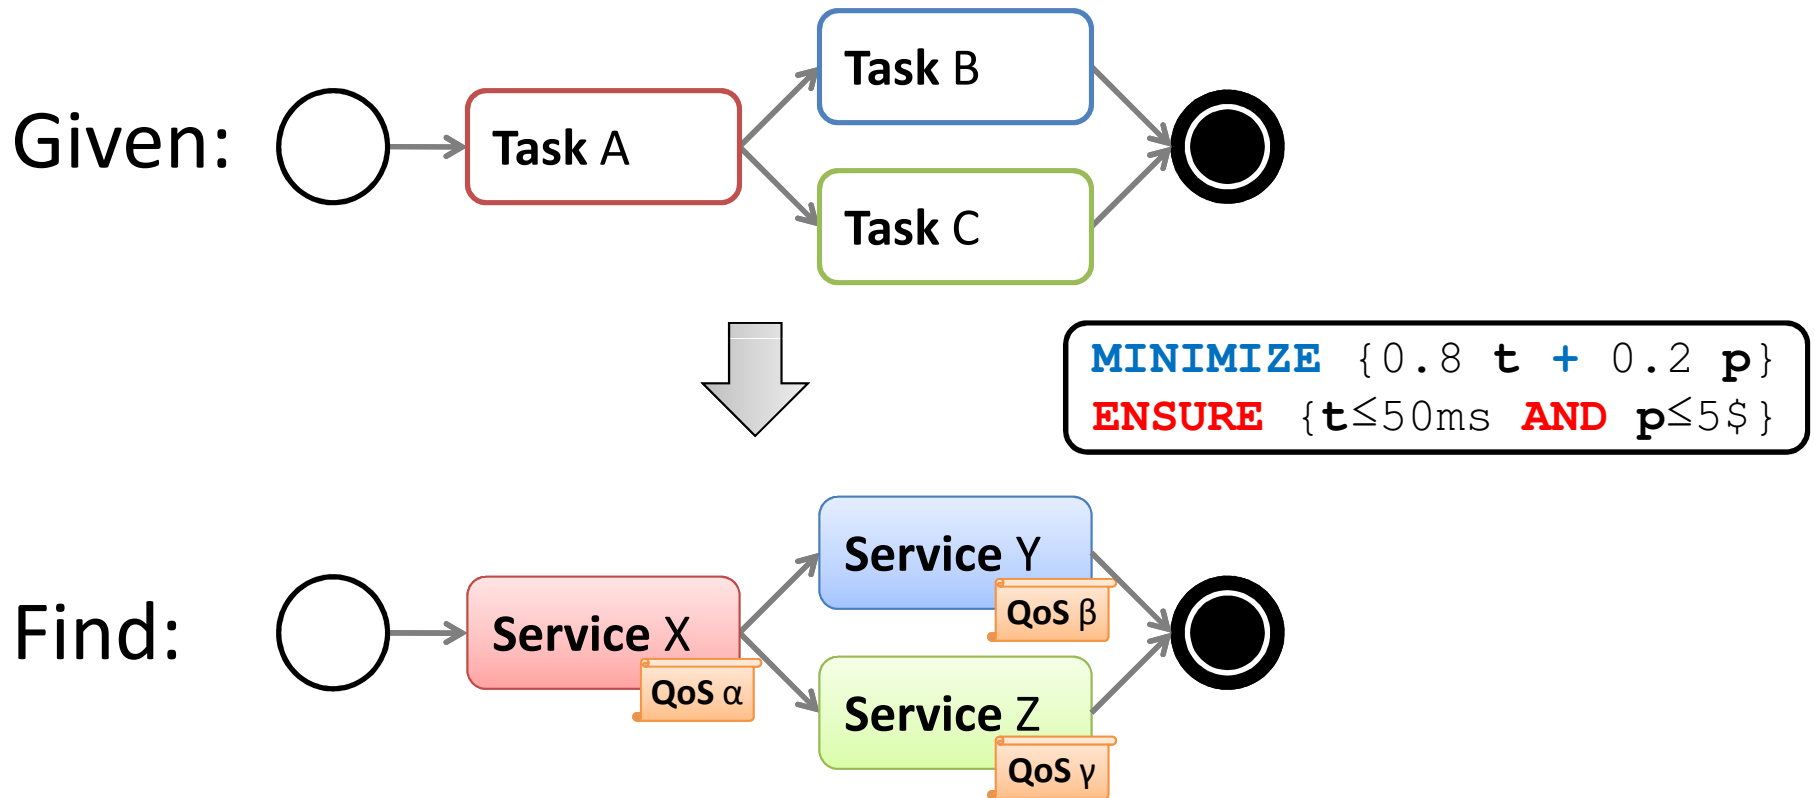 Given:
Task A
Task B
Task C
MINIMIZE {0.8 t + 0.2 p}
ENSURE {t≤50ms AND p≤5$}
Find:
Service X
QoS α
Service Y
QoS β
Service Z
QoS γ